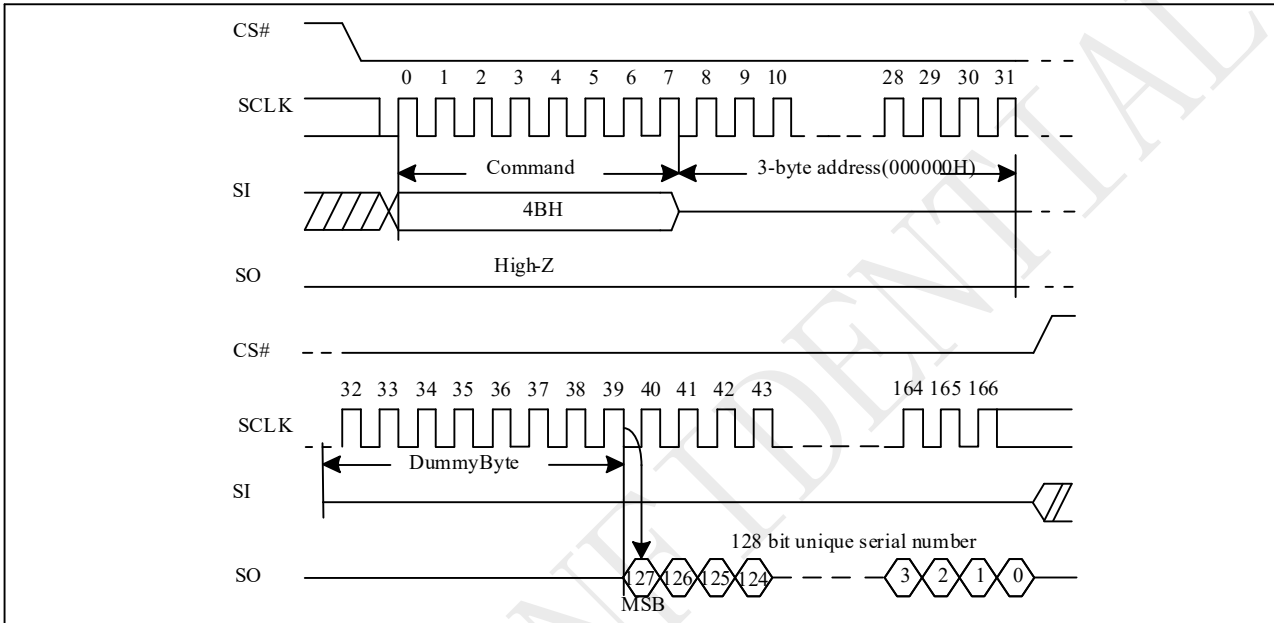 CS#
0 1 2 3 4 5 6 7 8 9 10 28 29 30 31
SCLK
Command 3-byte address(000000H)
SI
4BH
High-Z
SO
CS#
32 33 34 35 36 37 38 39 40 41 42 43 164 165 166
SCLK
DummyByte
SI
128 bit unique serial number
SO 127 126 125 124 3 2 1 0
MSB
NFIDENTIAL